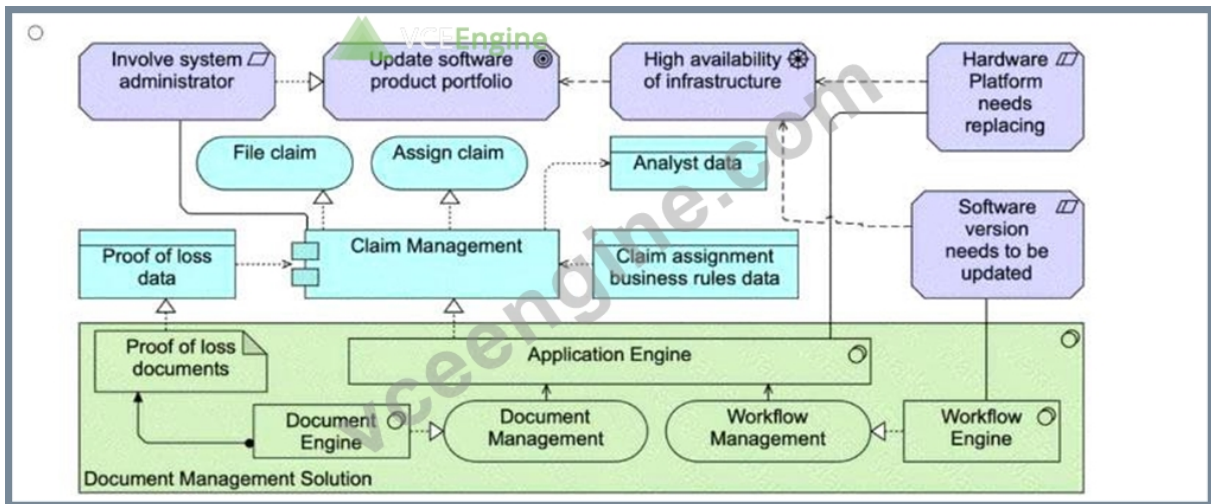 VCEEngine
Involve system
administrator
Update software
product portfolio
High availability
of infrastructure
Hardware
Platform
needs
replacing
File claim
Assign claim
Analyst data
Software
version
needs to be
updated
Proof of loss
data
Claim Management
Claim assignment
business rules data
Proof of loss
documents
Application Engine
Document
Engine
Document
Management
Workflow
Management
Workflow
Engine
Document Management Solution
vceengine.com